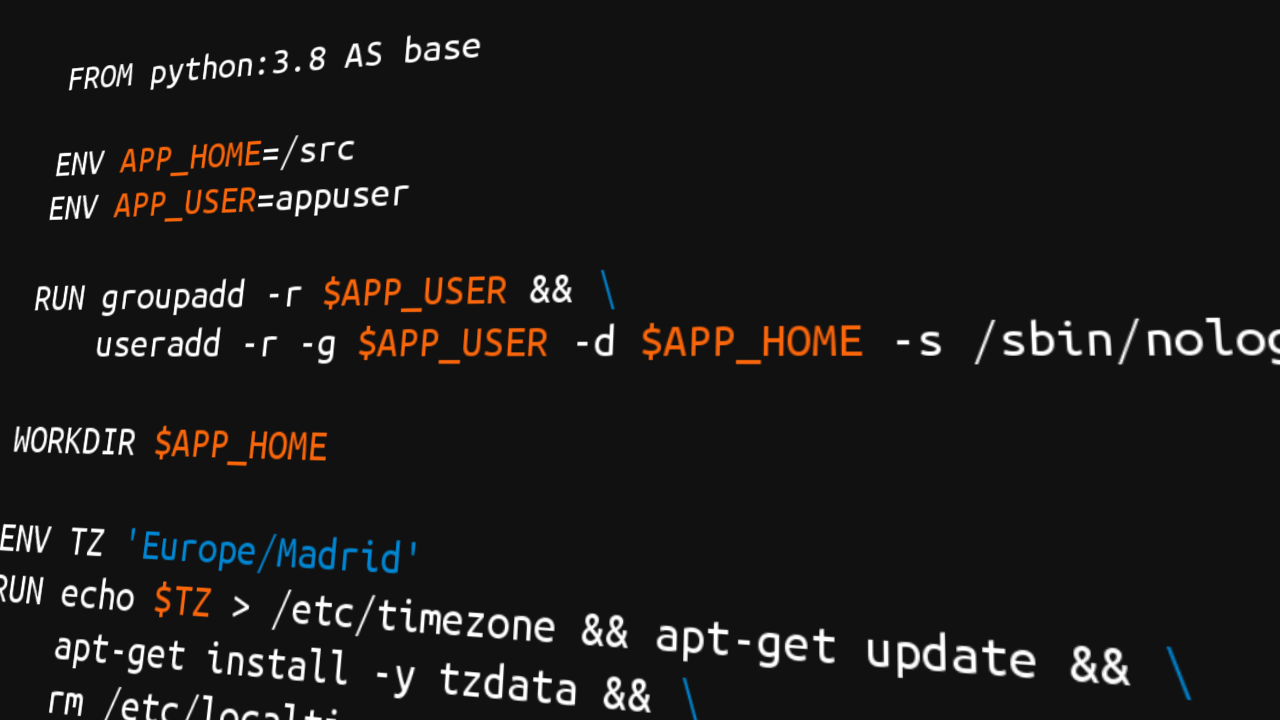 FROM python:3.8 AS base
ENV APP_HOME=/src
ENV APP_USER=appuser
RUN groupadd -r $APP_USER && \
useradd -r -g $APP_USER -d $APP_HOME -s /sbin/nolog
WORKDIR $APP_HOME
ENV TZ 'Europe/Madrid'
RUN echo $TZ > /etc/timezone && apt-get update && \
apt-get install -y tzdata && \
rm /etc/localti